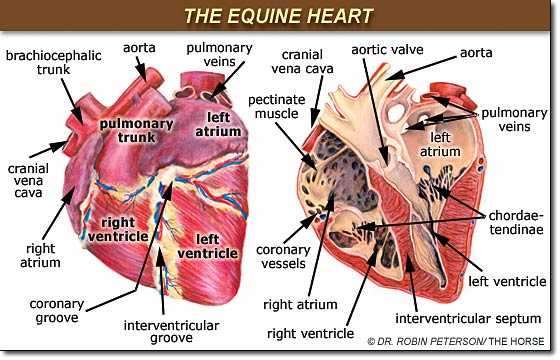 THE EQUINE HEART
brachiocephalic
trunk
aorta
pulmonary
veins
pulmonary
trunk
left
atrium
cranial
vena cava
right
ventricle
left
ventricle
right
atrium
coronary
groove
interventricular
groove
cranial
vena cava
aortic valve
aorta
pectinate
muscle
pulmonary
veins
left
atrium
chordae-
tendinae
coronary
vessels
left ventricle
right atrium
interventricular septum
right ventricle
© DR. ROBIN PETERSON/THE HORSE